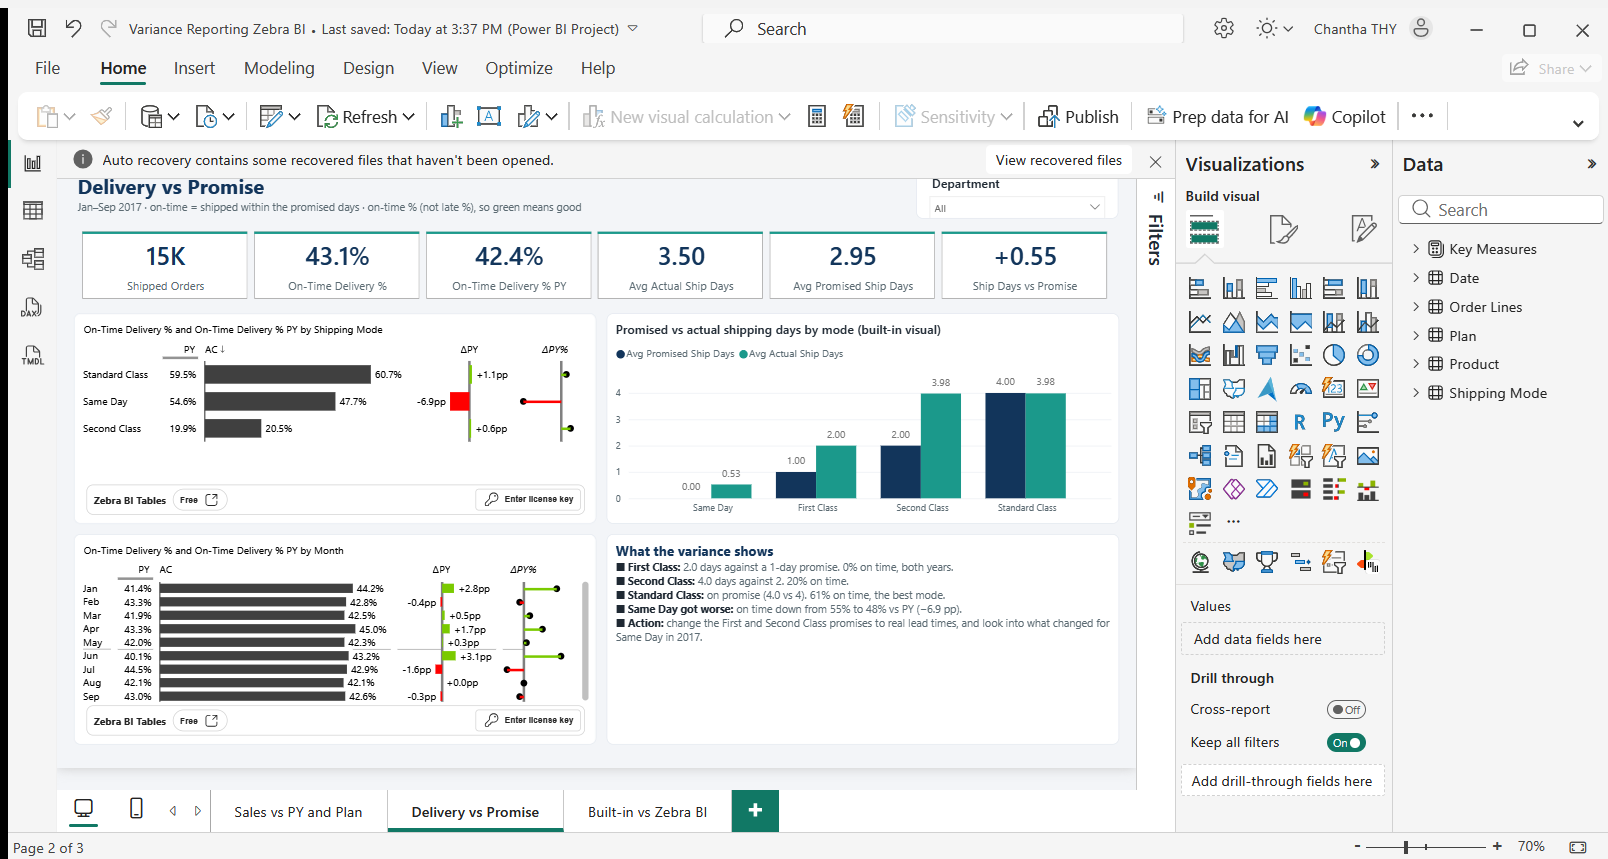 Variance Reporting Zebra BI • Last saved: Today at 3:37 PM (Power BI Project)
Search
Chantha THY
File Home Insert Modeling Design View Optimize Help
Share
Refresh
New visual calculation
Sensitivity
Publish
Prep data for AI
Copilot
Auto recovery contains some recovered files that haven't been opened.
View recovered files
Delivery vs Promise
Jan–Sep 2017 · on-time = shipped within the promised days · on-time % (not late %), so green means good
Department
All
15K
Shipped Orders
43.1%
On-Time Delivery %
42.4%
On-Time Delivery % PY
3.50
Avg Actual Ship Days
2.95
Avg Promised Ship Days
+0.55
Ship Days vs Promise
On-Time Delivery % and On-Time Delivery % PY by Shipping Mode
PY AC ΔPY ΔPY%
Standard Class 59.5% 60.7% +1.1pp
Same Day 54.6% 47.7% -6.9pp
Second Class 19.9% 20.5% +0.6pp
Zebra BI Tables Free Enter license key
Promised vs actual shipping days by mode (built-in visual)
Avg Promised Ship Days Avg Actual Ship Days
4
3
2
1
0
0.00 0.53
1.00 2.00
2.00 3.98
4.00 3.98
Same Day First Class Second Class Standard Class
On-Time Delivery % and On-Time Delivery % PY by Month
PY AC ΔPY ΔPY%
Jan 41.4% 44.2% +2.8pp
Feb 43.3% 42.8% -0.4pp
Mar 41.9% 42.5% +0.5pp
Apr 43.3% 45.0% +1.7pp
May 42.0% 42.3% +0.3pp
Jun 40.1% 43.2% +3.1pp
Jul 44.5% 42.9% -1.6pp
Aug 42.1% 42.1% +0.0pp
Sep 43.0% 42.6% -0.3pp
Zebra BI Tables Free Enter license key
What the variance shows
■ First Class: 2.0 days against a 1-day promise. 0% on time, both years.
■ Second Class: 4.0 days against 2. 20% on time.
■ Standard Class: on promise (4.0 vs 4). 61% on time, the best mode.
■ Same Day got worse: on time down from 55% to 48% vs PY (−6.9 pp).
■ Action: change the First and Second Class promises to real lead times, and look into what changed for
Same Day in 2017.
Filters
Visualizations
Build visual
Values
Add data fields here
Drill through
Cross-report Off
Keep all filters On
Add drill-through fields here
Data
Search
Key Measures
Date
Order Lines
Plan
Product
Shipping Mode
DAX
TMDL
123
R
Py
Sales vs PY and Plan
Delivery vs Promise
Built-in vs Zebra BI
+
Page 2 of 3
- + 70%